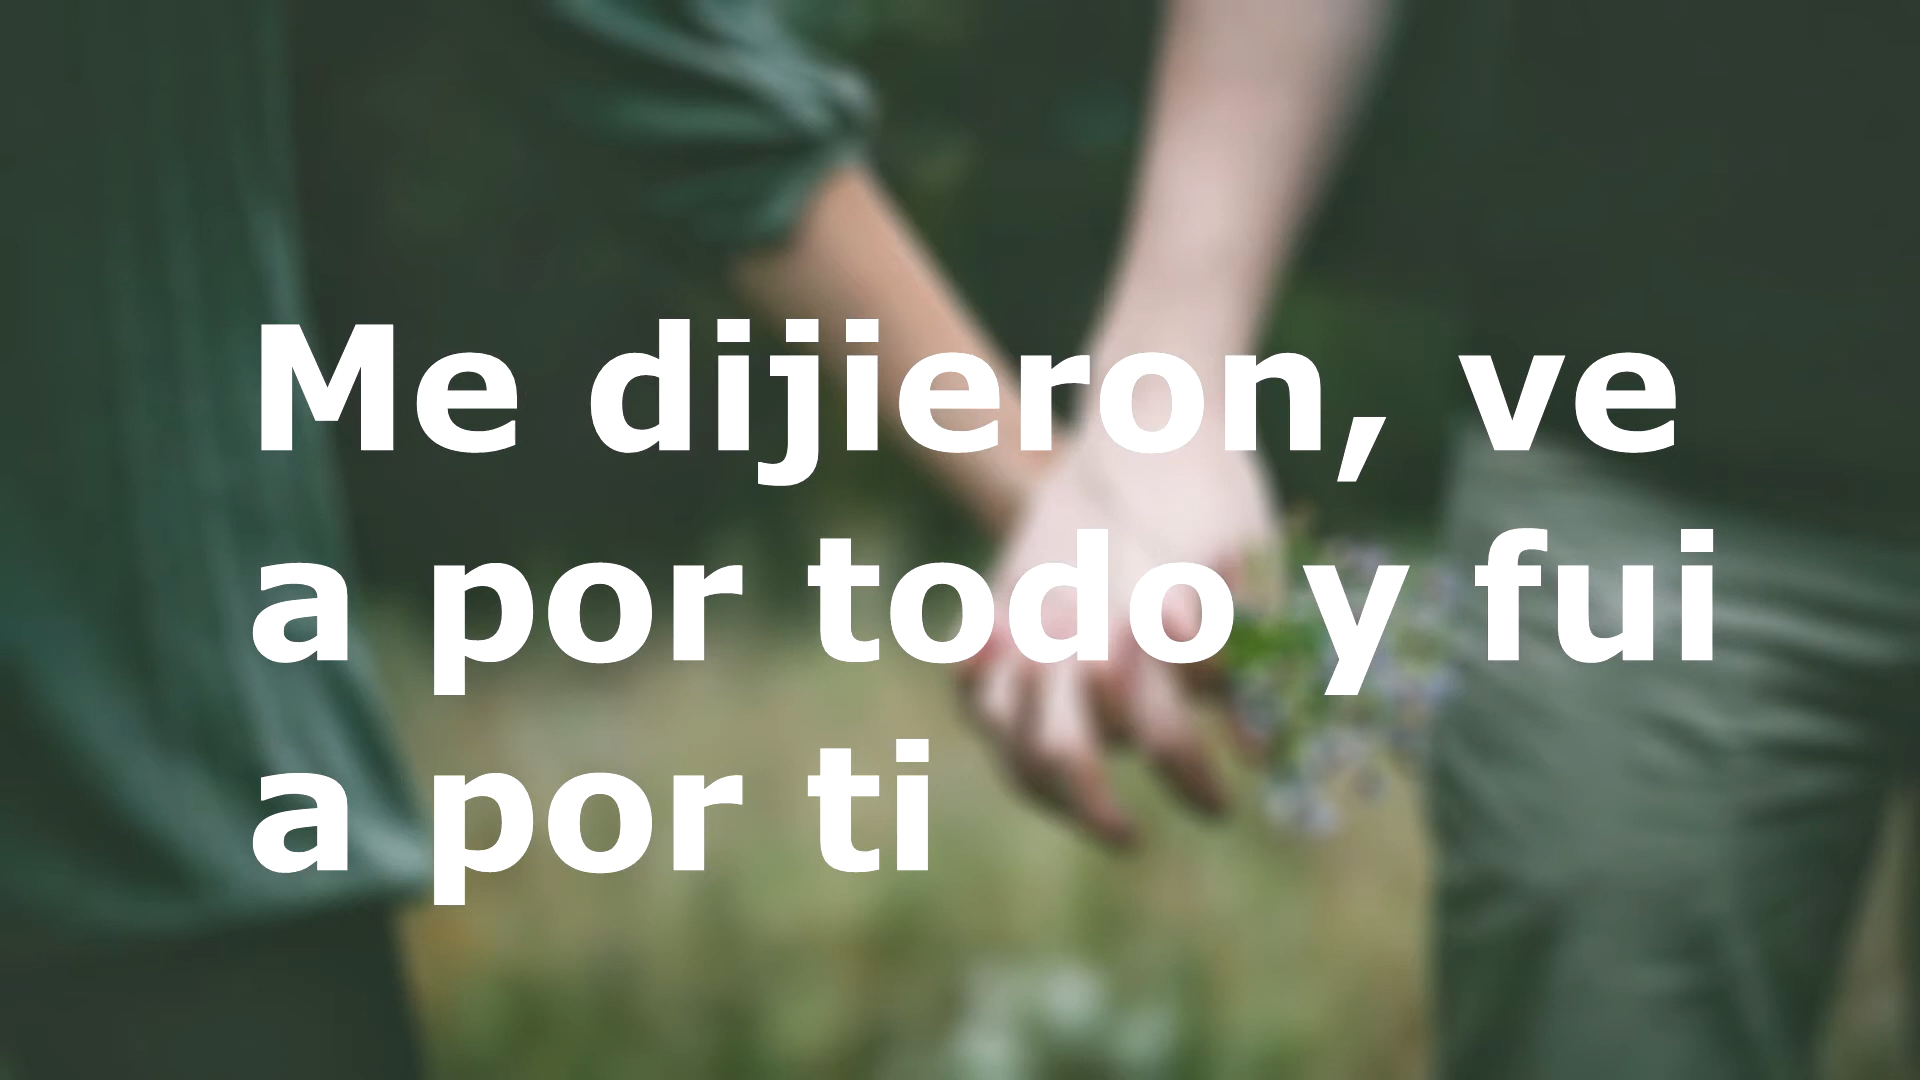 Me dijieron, ve
a por todo y fui
a por ti